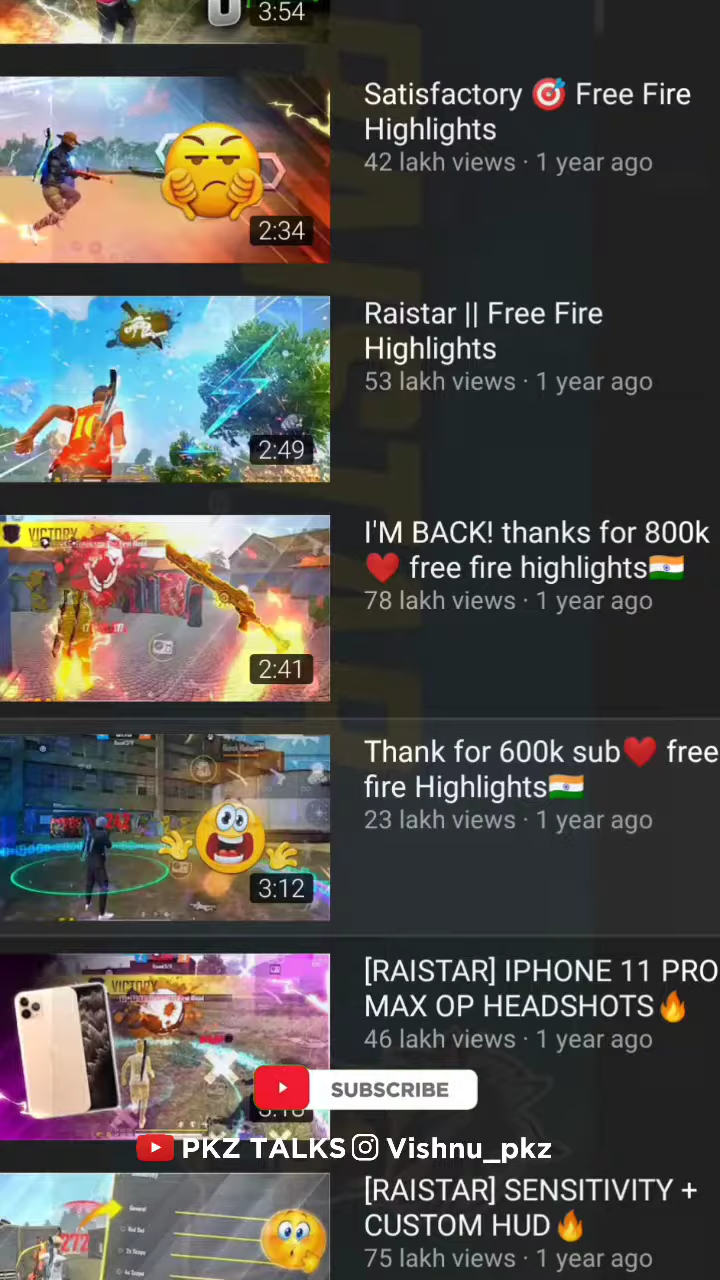 3:54
Satisfactory 🎯 Free Fire
Highlights
42 lakh views · 1 year ago
2:34
Raistar || Free Fire
Highlights
53 lakh views · 1 year ago
2:49
I'M BACK! thanks for 800k
❤️ free fire highlights🇮🇳
78 lakh views · 1 year ago
VICTORY
2:41
Thank for 600k sub❤️ free
fire Highlights🇮🇳
23 lakh views · 1 year ago
3:12
[RAISTAR] IPHONE 11 PRO
MAX OP HEADSHOTS🔥
46 lakh views · 1 year ago
VICTORY
SUBSCRIBE
PKZ TALKS Vishnu_pkz
[RAISTAR] SENSITIVITY +
CUSTOM HUD🔥
75 lakh views · 1 year ago
General
272